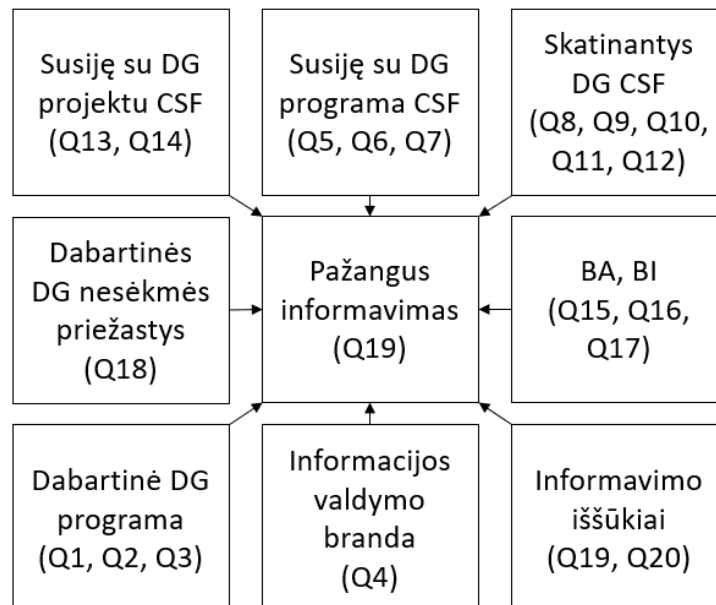 Susiję su DG
projektu CSF
(Q13, Q14)
Susiję su DG
programa CSF
(Q5, Q6, Q7)
Skatinantys
DG CSF
(Q8, Q9, Q10,
Q11, Q12)
Dabartinės
DG nesėkmės
priežastys
(Q18)
Pažangus
informavimas
(Q19)
BA, BI
(Q15, Q16,
Q17)
Dabartinė DG
programa
(Q1, Q2, Q3)
Informacijos
valdymo
branda
(Q4)
Informavimo
iššūkiai
(Q19, Q20)